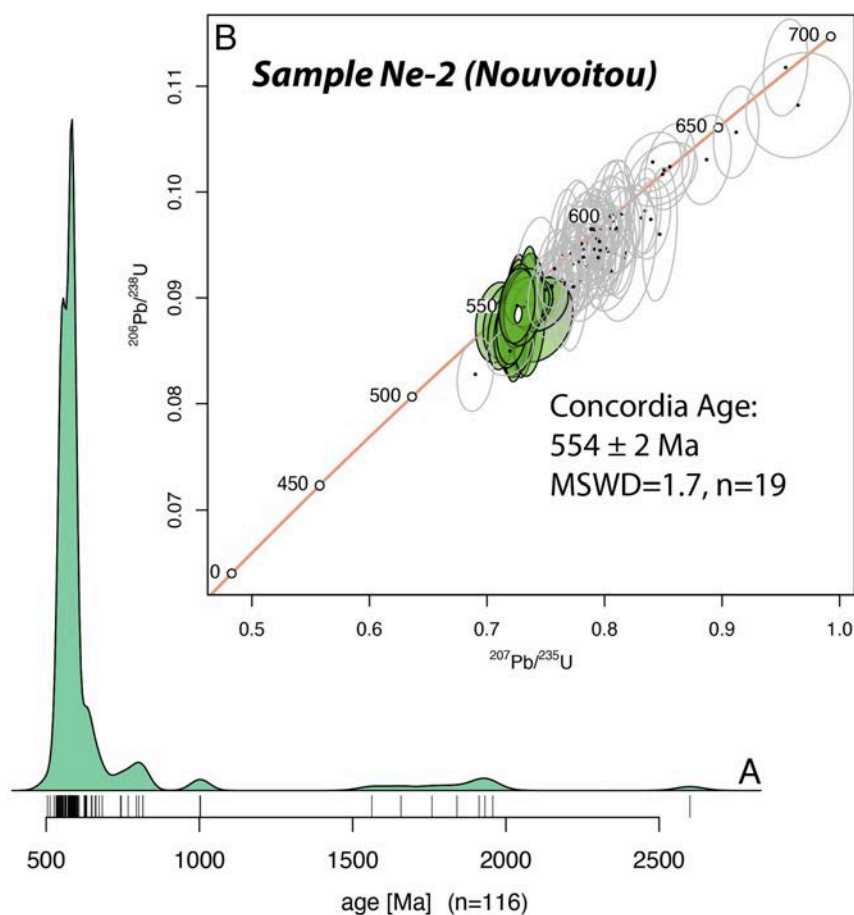 B
Sample Ne-2 (Nouvoitou)
700
650
600
550
500
450
0
0.11
0.10
0.09
0.08
0.07
²⁰⁶Pb/²³⁸U
Concordia Age:
554 ± 2 Ma
MSWD=1.7, n=19
0.5 0.6 0.7 0.8 0.9 1.0
²⁰⁷Pb/²³⁵U
A
500 1000 1500 2000 2500
age [Ma] (n=116)